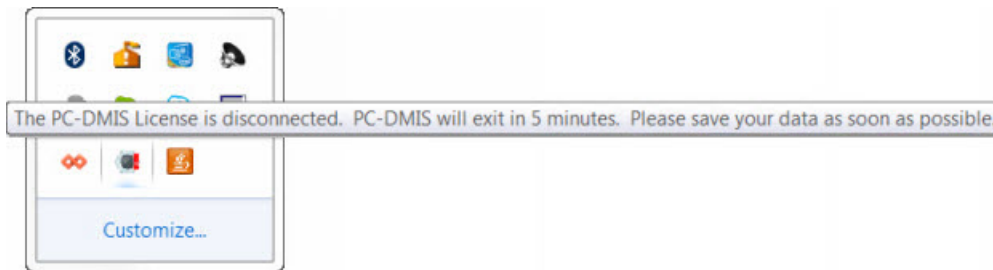 The PC-DMIS License is disconnected. PC-DMIS will exit in 5 minutes. Please save your data as soon as possible
Customize...